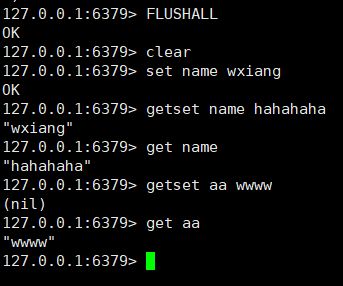 127.0.0.1:6379> FLUSHALL
OK
127.0.0.1:6379> clear
127.0.0.1:6379> set name wxiang
OK
127.0.0.1:6379> getset name hahahaha
"wxiang"
127.0.0.1:6379> get name
"hahahaha"
127.0.0.1:6379> getset aa wwww
(nil)
127.0.0.1:6379> get aa
"wwww"
127.0.0.1:6379>